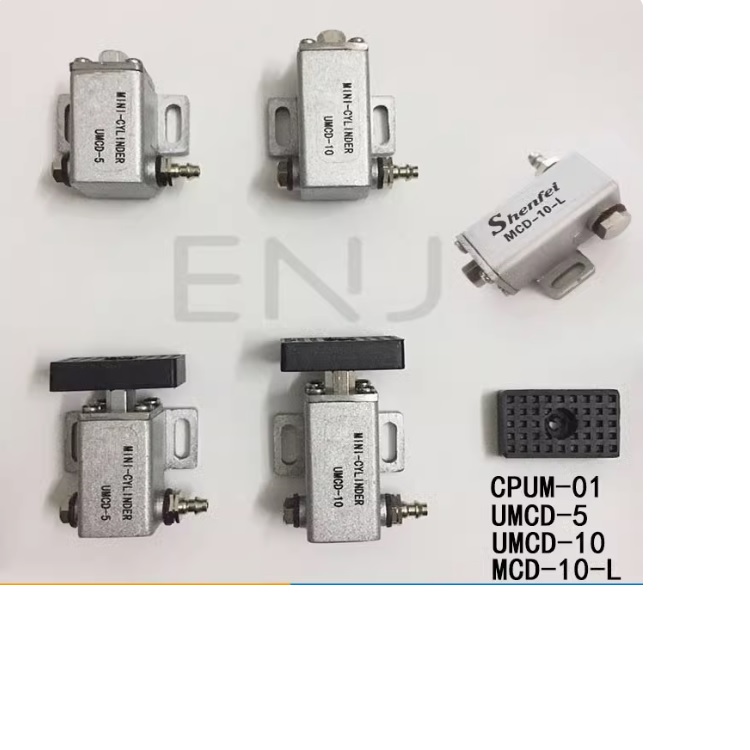 MINI-CYLINDER
UMCD-5
MINI-CYLINDER
UMCD-10
Shenfei
MCD-10-L
ENJ
MINI-CYLINDER
UMCD-5
MINI-CYLINDER
UMCD-10
CPUM-01
UMCD-5
UMCD-10
MCD-10-L